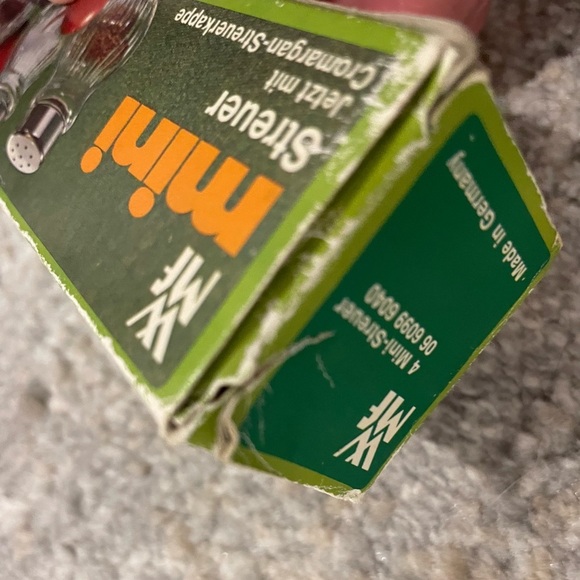 WMF
mini
Streuer
Jetzt mit
Cromargan-Streuerkappe
WMF
4 Mini-Streuer
06 6099 6040
Made in Germany